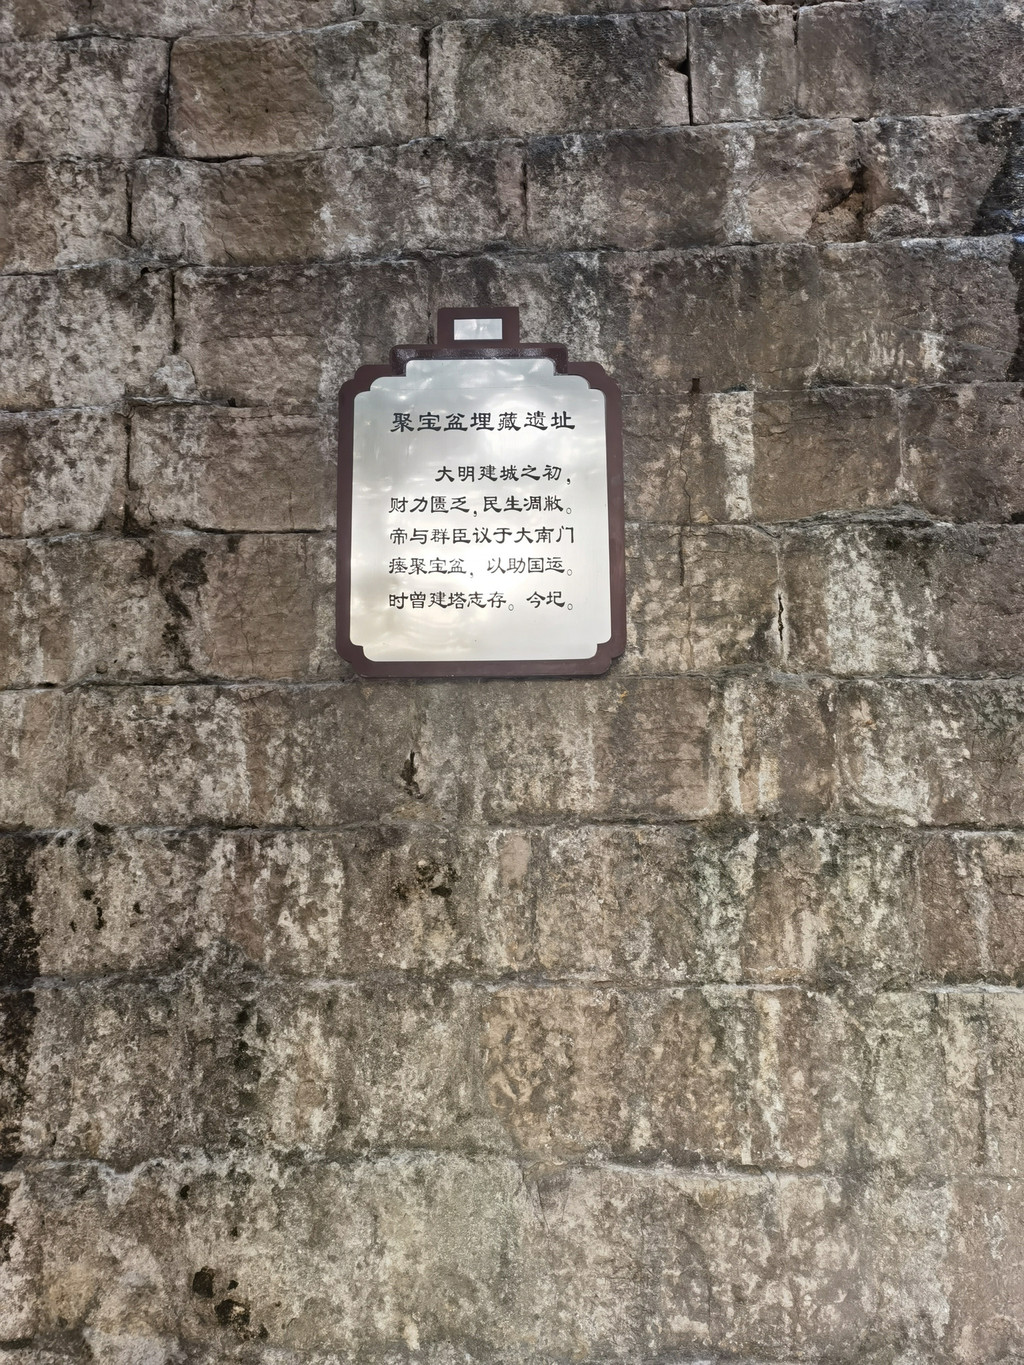 聚宝盆埋藏遗址
大明建城之初，
财力匮乏，民生凋敝。
帝与群臣议于大南门
瘗聚宝盆，以助国运。
时曾建塔志存。今圮。